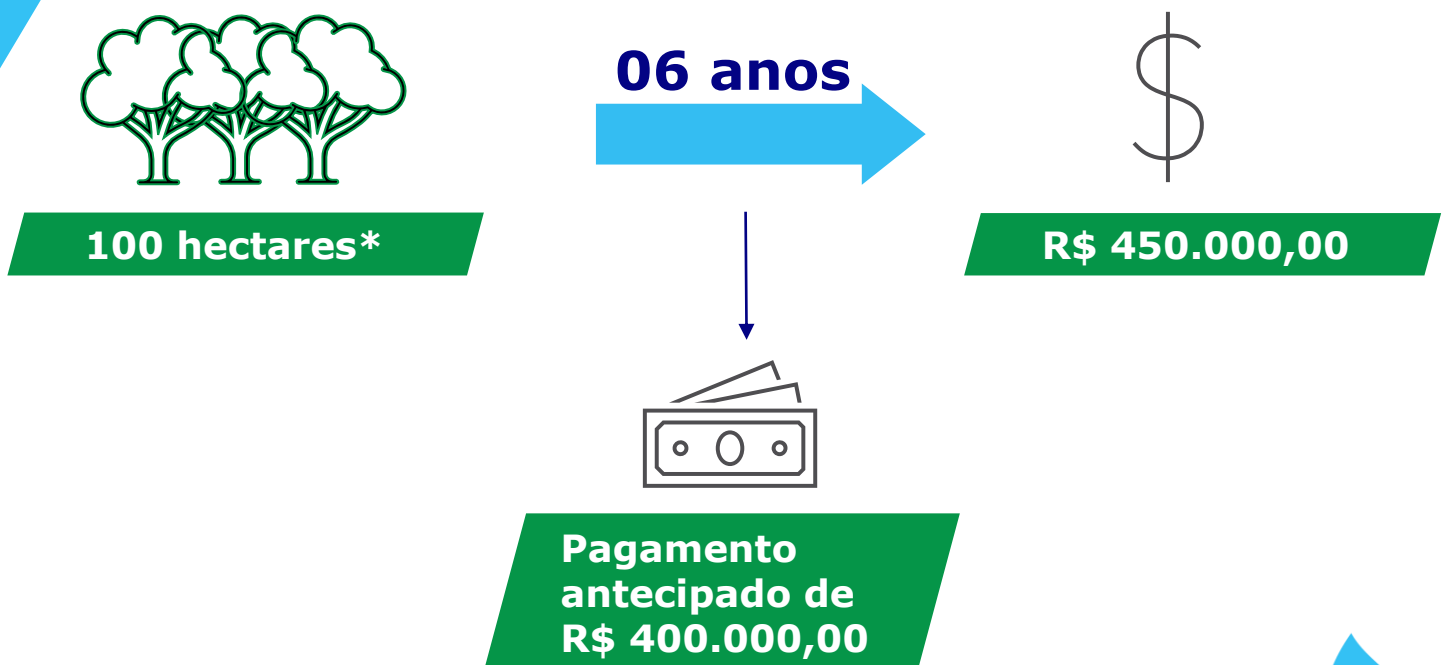 06 anos
100 hectares*
R$ 450.000,00
Pagamento
antecipado de
R$ 400.000,00